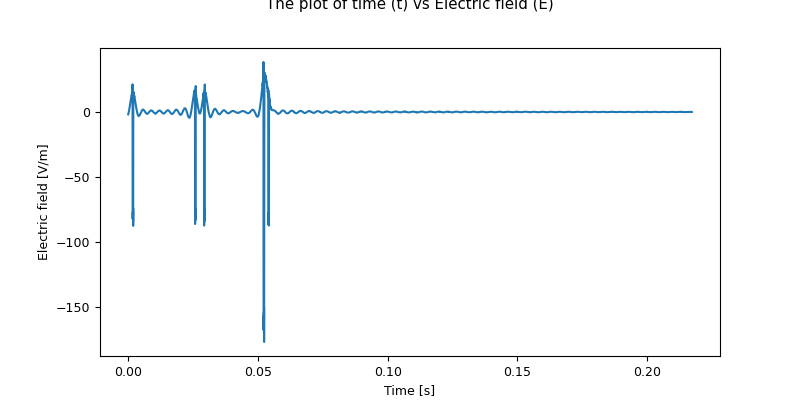 The plot of time (t) vs Electric field (E)
Electric field [V/m]
0
−50
−100
−150
0.00 0.05 0.10 0.15 0.20
Time [s]